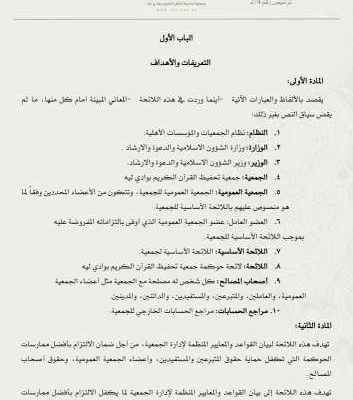 ترخيص رقم
الباب الأول
التعريفات والأهداف
المادة الأولى:
يقصد بالألفاظ والعبارات الآتية -أينما وردت في هذه اللائحة- المعاني المبينة أمام كل منها، ما لم
يقض سياق النص بغير ذلك:
١. النظام: نظام الجمعيات والمؤسسات الأهلية.
٢. الوزارة: وزارة الشؤون الاسلامية والدعوة والارشاد.
٣. الوزير: وزير الشؤون الاسلامية والدعوة والارشاد.
٤. الجمعية: جمعية تحفيظ القرآن الكريم بوادي ليه
٥. الجمعية العمومية: الجمعية العمومية للجمعية، وتتكون من الأعضاء المحددين وفقاً لما
هو منصوص عليهم باللائحة الأساسية للجمعية.
٦. العضو العامل: عضو الجمعية العمومية الذي أوفى بالتزاماته المفروضة عليه
بموجب اللائحة الأساسية للجمعية.
٧. اللائحة الأساسية: اللائحة الأساسية لجمعية.
٨. اللائحة: لائحة حوكمة جمعية تحفيظ القرآن الكريم بوادي ليه
٩. أصحاب المصالح: كل شخص له مصلحة مع الجمعية مثل أعضاء الجمعية
العمومية، والعاملين، والمتبرعين، والمستفيدين، والدائنين، والمدينين
١٠. مراجع الحسابات: مراجع الحسابات الخارجي للجمعية.
المادة الثانية:
تهدف هذه اللائحة لبيان القواعد والمعايير المنظمة لإدارة الجمعية، من أجل ضمان الالتزام بأفضل ممارسات
الحوكمة التي تكفل حماية حقوق المتبرعين والمستفيدين، وأعضاء الجمعية العمومية، وحقوق أصحاب
المصالح.
تهدف هذه اللائحة إلى بيان القواعد والمعايير المنظمة لإدارة الجمعية لما يكفل الالتزام بأفضل ممارسات